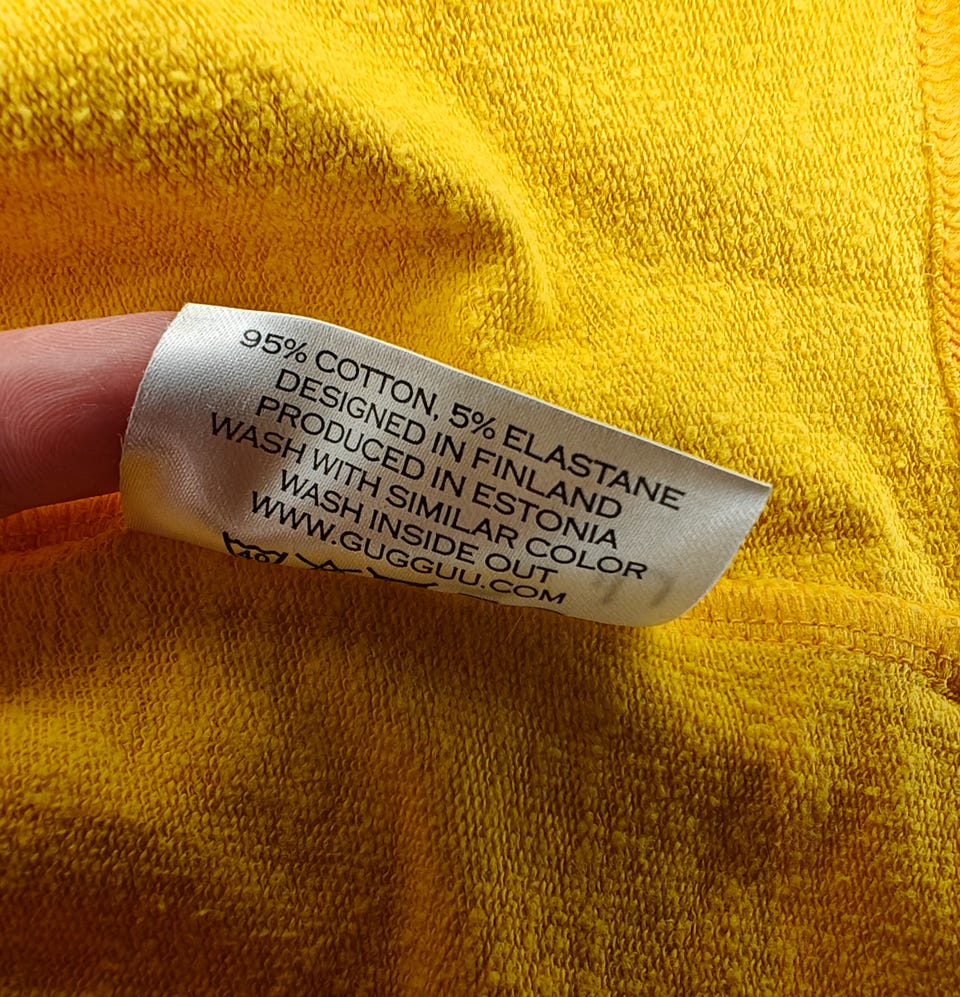 95% COTTON, 5% ELASTANE
DESIGNED IN FINLAND
PRODUCED IN ESTONIA
WASH WITH SIMILAR COLOR
WASH INSIDE OUT
WWW.GUGGUU.COM
40